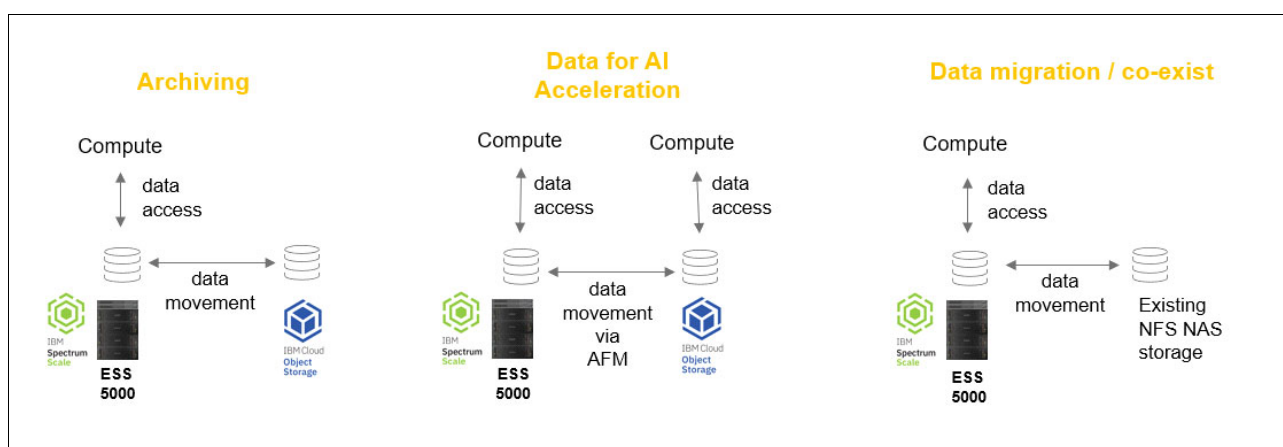 Archiving
Compute
data
access
data
movement
IBM
Spectrum
Scale
ESS
5000
IBM Cloud
Object
Storage
Data for AI
Acceleration
Compute
Compute
data
access
data
access
data
movement
via
AFM
IBM
Spectrum
Scale
ESS
5000
IBM Cloud
Object
Storage
Data migration / co-exist
Compute
data
access
data
movement
IBM
Spectrum
Scale
ESS
5000
Existing
NFS NAS
storage